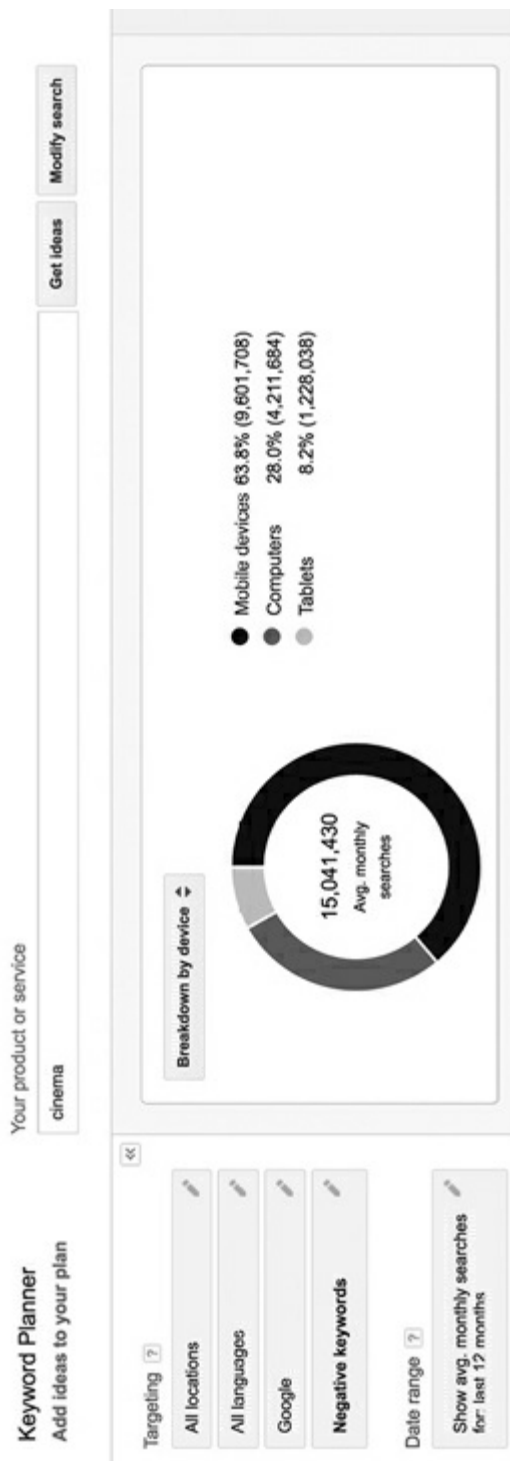 Keyword Planner
Add ideas to your plan
Your product or service
cinema
Get ideas
Modify search
Targeting ?
All locations
All languages
Google
Negative keywords
Date range ?
Show avg. monthly searches
for: last 12 months
Breakdown by device
15,041,430
Avg. monthly
searches
Mobile devices 63.8% (9,601,708)
Computers 28.0% (4,211,684)
Tablets 8.2% (1,228,038)